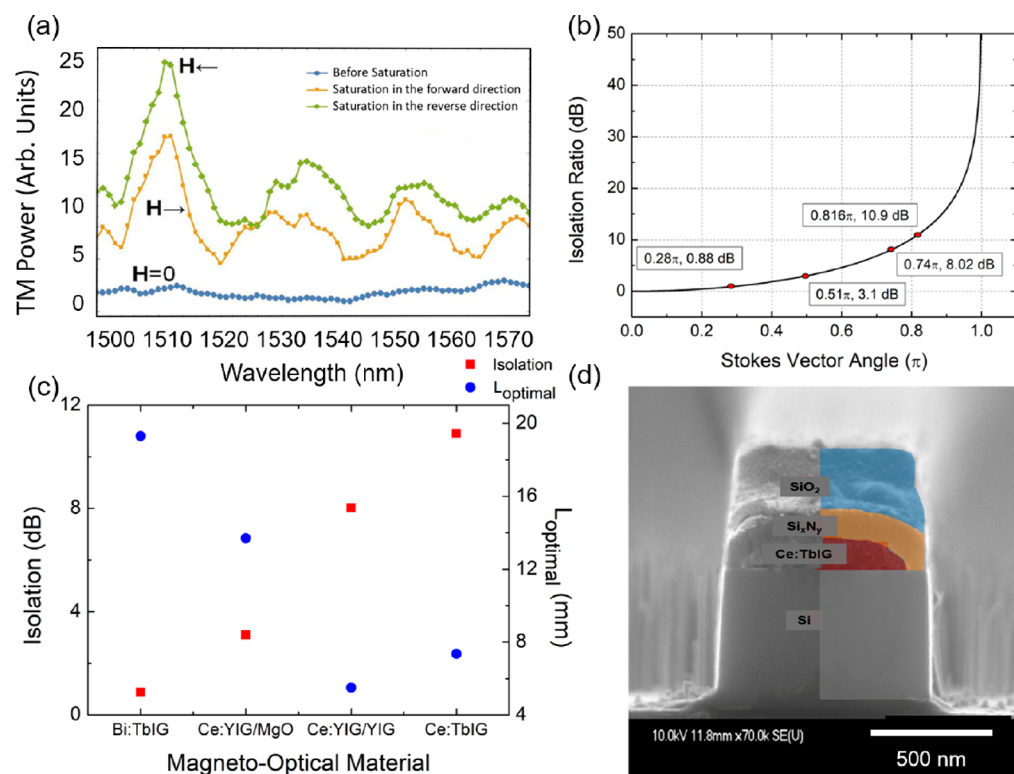 (a)
TM Power (Arb. Units)
25
20
15
10
5
0
H←
H→
H=0
Before Saturation
Saturation in the forward direction
Saturation in the reverse direction
1500 1510 1520 1530 1540 1550 1560 1570
Wavelength (nm)
(b)
Isolation Ratio (dB)
50
40
30
20
10
0
0.816π, 10.9 dB
0.28π, 0.88 dB
0.74π, 8.02 dB
0.51π, 3.1 dB
0.0 0.2 0.4 0.6 0.8 1.0
Stokes Vector Angle (π)
(c)
Isolation
L_optimal
Isolation (dB)
12
8
4
0
20
16
14
12
8
4
L_optimal (mm)
Bi:TbIG Ce:YIG/MgO Ce:YIG/YIG Ce:TbIG
Magneto-Optical Material
(d)
SiO₂
SiₓNᵧ
Ce:TbIG
Si
10.0kV 11.8mm x70.0k SE(U)
500 nm